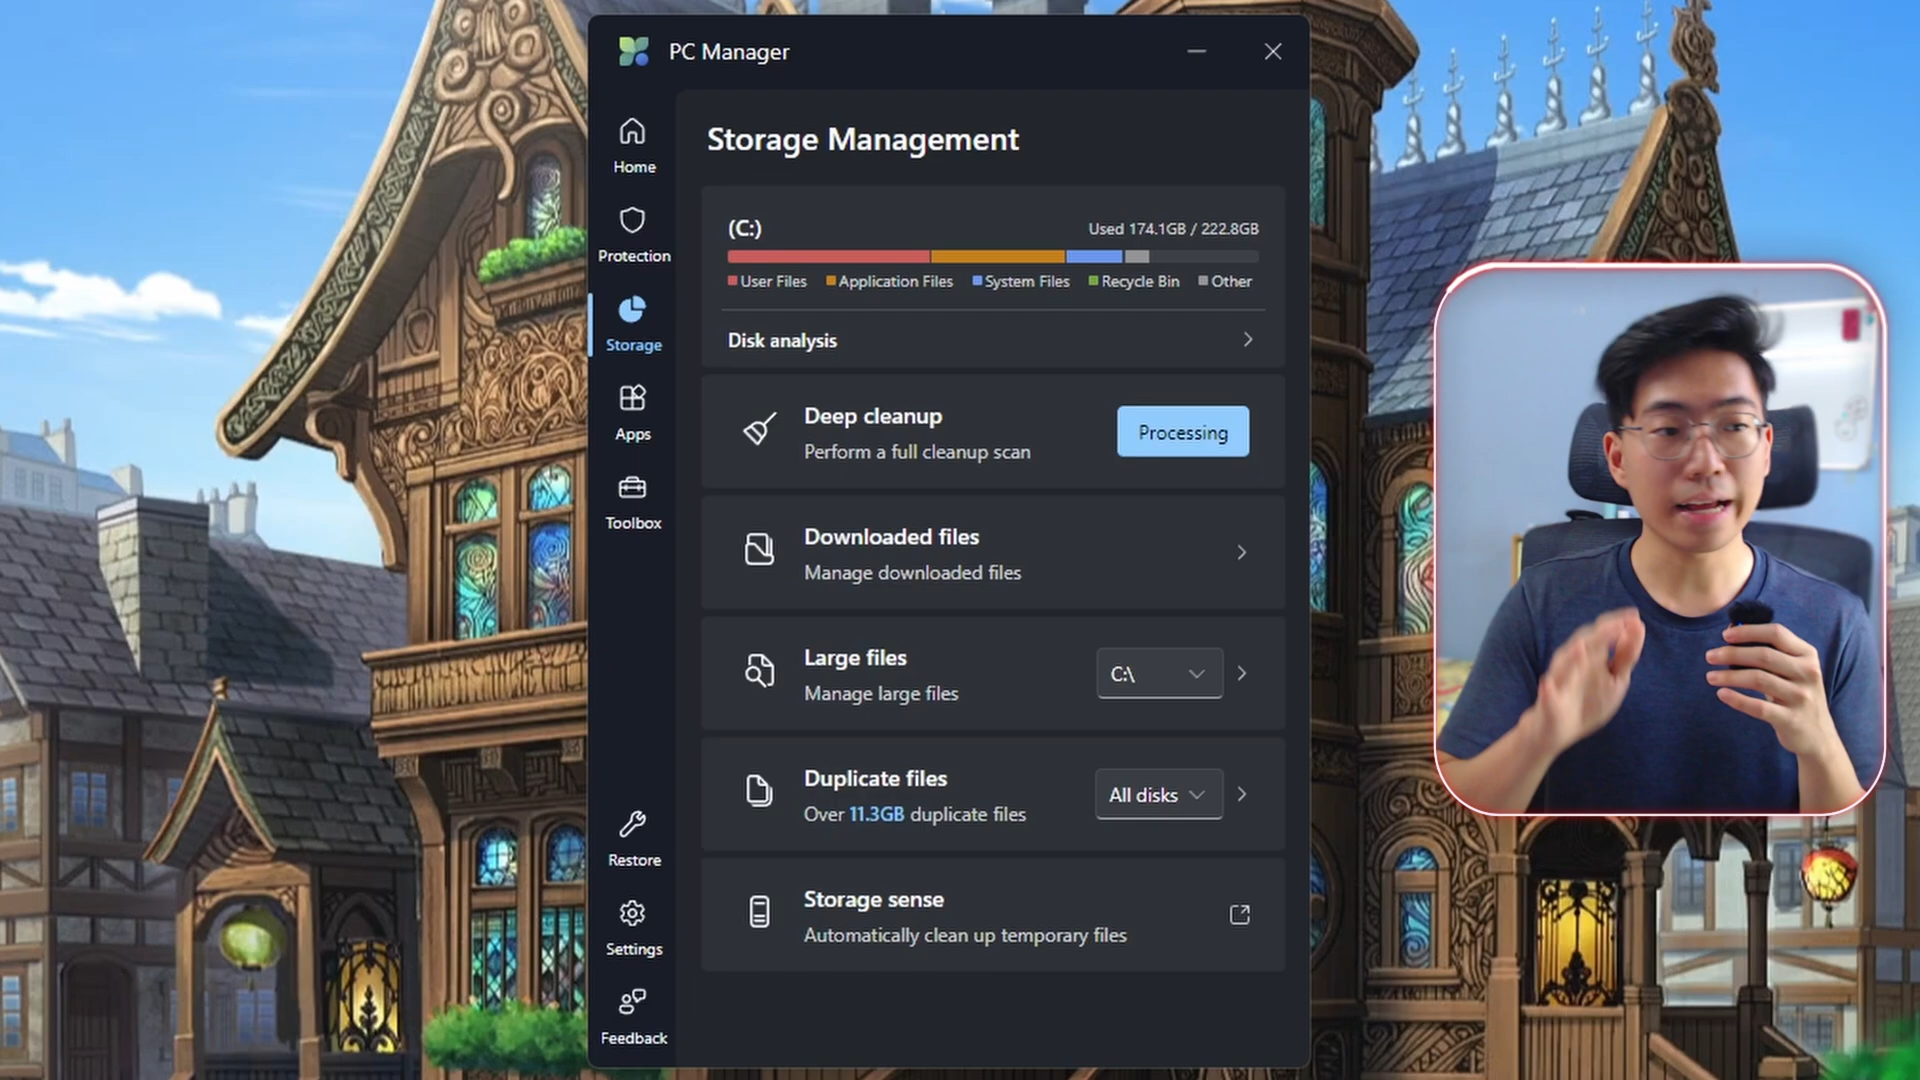 PC Manager
Home
Protection
Storage
Apps
Toolbox
Restore
Settings
Feedback
Storage Management
(C:)
Used 174.1GB / 222.8GB
User Files Application Files System Files Recycle Bin Other
Disk analysis
Deep cleanup
Perform a full cleanup scan
Processing
Downloaded files
Manage downloaded files
Large files
Manage large files
C:\
Duplicate files
Over 11.3GB duplicate files
All disks
Storage sense
Automatically clean up temporary files